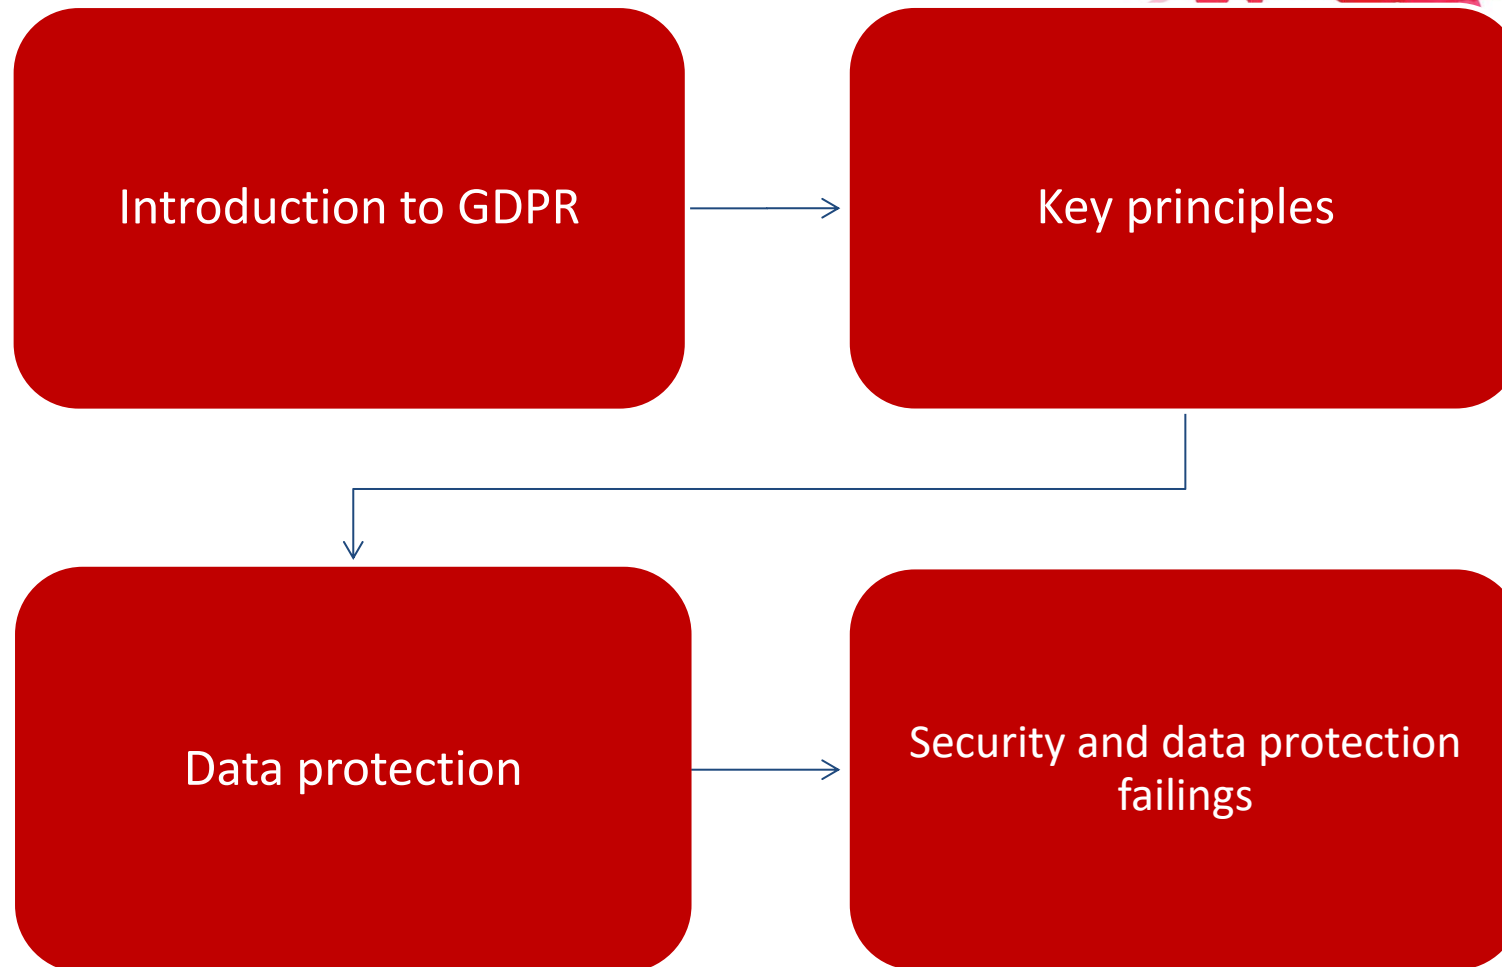 Introduction to GDPR
Key principles
Data protection
Security and data protection
failings